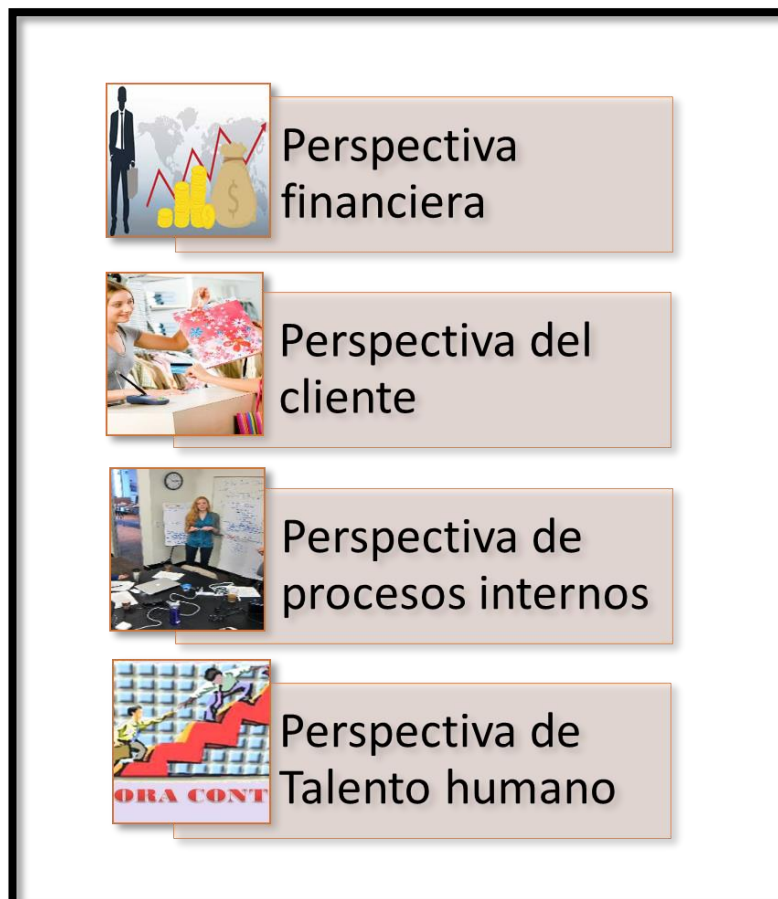 Perspectiva
financiera
$
Perspectiva del
cliente
Perspectiva de
procesos internos
Perspectiva de
Talento humano
ORA CONT